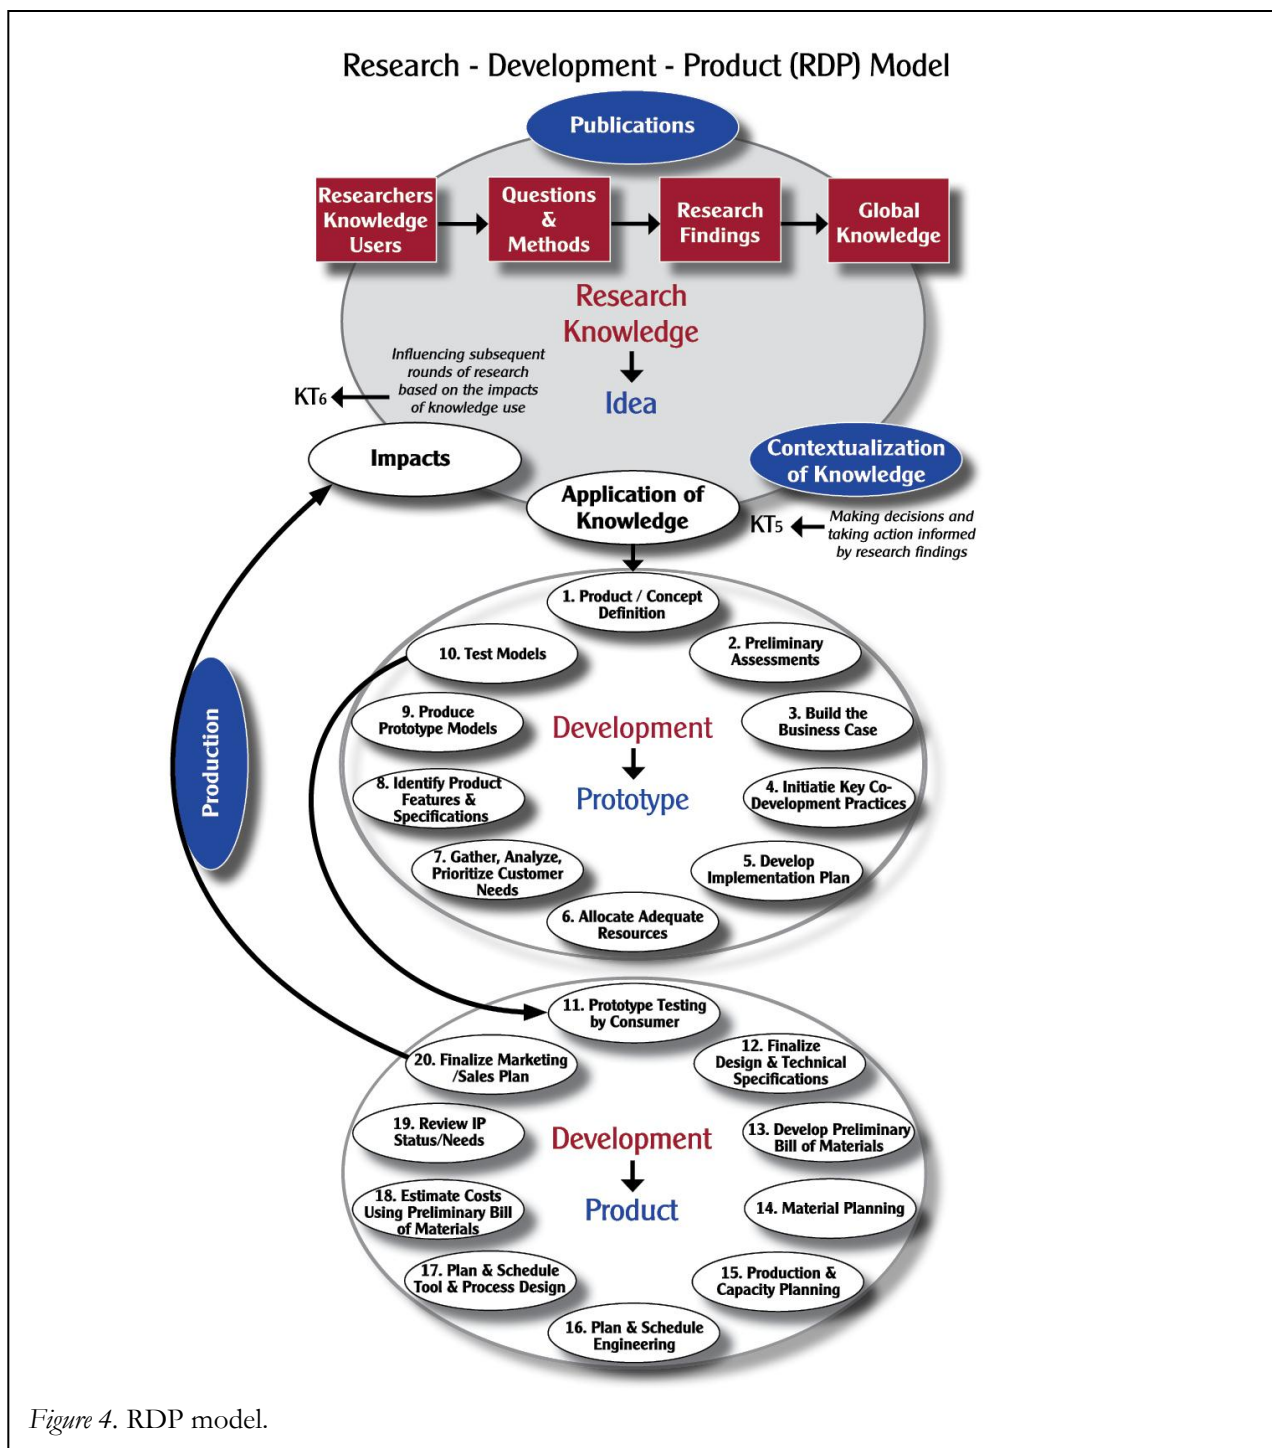 Research - Development - Product (RDP) Model
Publications
Researchers
Knowledge
Users
Questions
&
Methods
Research
Findings
Global
Knowledge
Research
Knowledge
Idea
Influencing subsequent
rounds of research
based on the impacts
of knowledge use
KT6
Impacts
Contextualization
of Knowledge
Application of
Knowledge
KT5
Making decisions and
taking action informed
by research findings
1. Product / Concept
Definition
2. Preliminary
Assessments
3. Build the
Business Case
4. Initiatie Key Co-
Development Practices
5. Develop
Implementation Plan
6. Allocate Adequate
Resources
7. Gather, Analyze,
Prioritize Customer
Needs
8. Identify Product
Features &
Specifications
9. Produce
Prototype Models
10. Test Models
Development
Prototype
Production
11. Prototype Testing
by Consumer
12. Finalize
Design & Technical
Specifications
13. Develop Preliminary
Bill of Materials
14. Material Planning
15. Production &
Capacity Planning
16. Plan & Schedule
Engineering
17. Plan & Schedule
Tool & Process Design
18. Estimate Costs
Using Preliminary Bill
of Materials
19. Review IP
Status/Needs
20. Finalize Marketing
/Sales Plan
Development
Product
Figure 4. RDP model.